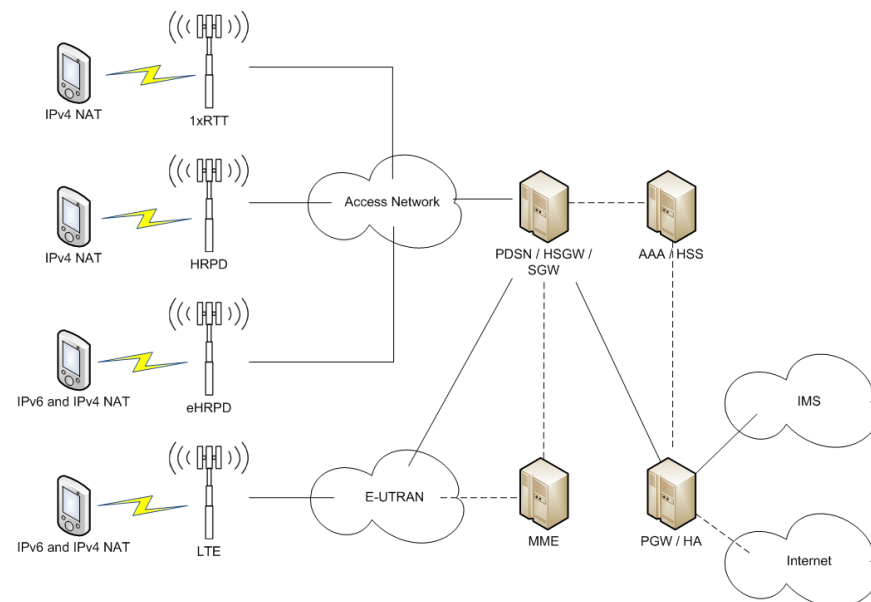 IPv4 NAT
1xRTT
IPv4 NAT
HRPD
Access Network
PDSN / HSGW /
SGW
AAA / HSS
IPv6 and IPv4 NAT
eHRPD
IMS
IPv6 and IPv4 NAT
LTE
E-UTRAN
MME
PGW / HA
Internet